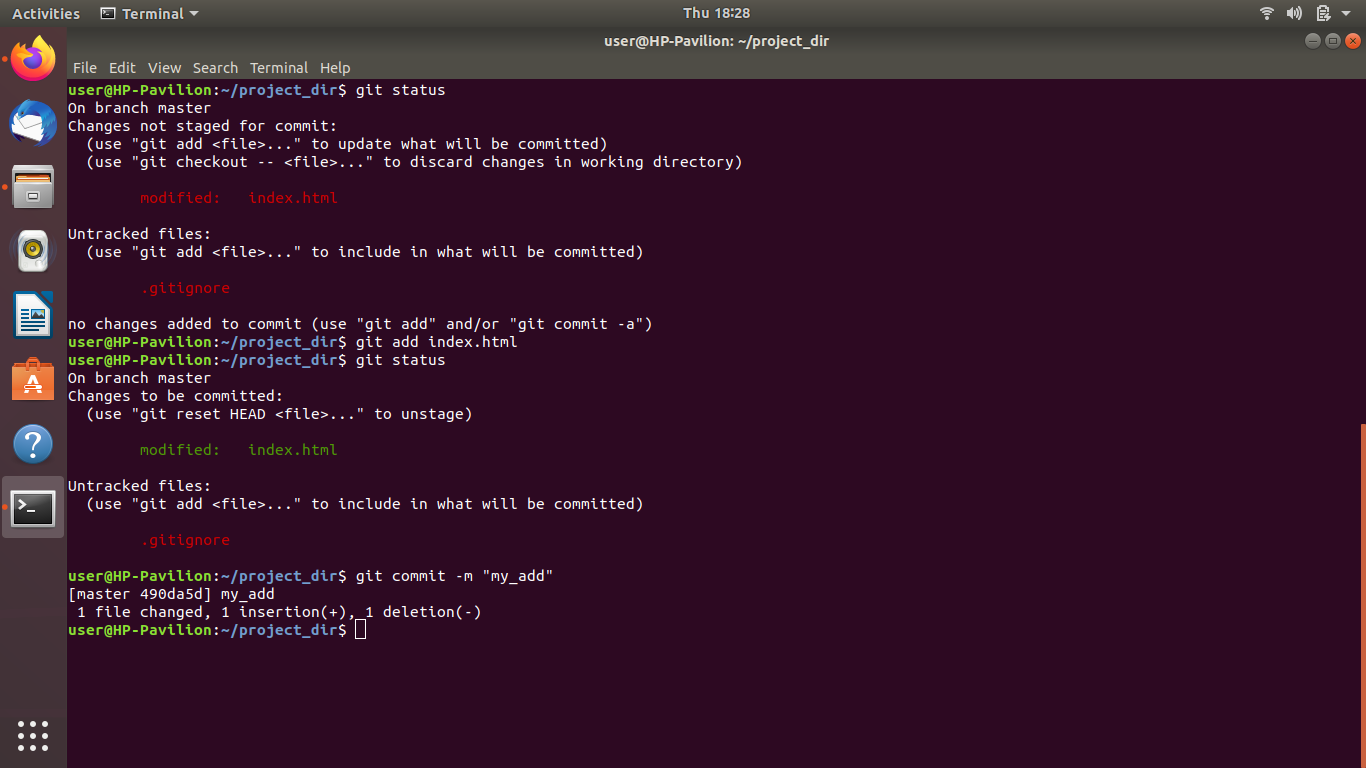 Activities Terminal Thu 18:28
user@HP-Pavilion: ~/project_dir
File Edit View Search Terminal Help
user@HP-Pavilion:~/project_dir$ git status
On branch master
Changes not staged for commit:
  (use "git add <file>..." to update what will be committed)
  (use "git checkout -- <file>..." to discard changes in working directory)
        modified:   index.html
Untracked files:
  (use "git add <file>..." to include in what will be committed)
        .gitignore
no changes added to commit (use "git add" and/or "git commit -a")
user@HP-Pavilion:~/project_dir$ git add index.html
user@HP-Pavilion:~/project_dir$ git status
On branch master
Changes to be committed:
  (use "git reset HEAD <file>..." to unstage)
        modified:   index.html
Untracked files:
  (use "git add <file>..." to include in what will be committed)
        .gitignore
user@HP-Pavilion:~/project_dir$ git commit -m "my_add"
[master 490da5d] my_add
 1 file changed, 1 insertion(+), 1 deletion(-)
user@HP-Pavilion:~/project_dir$